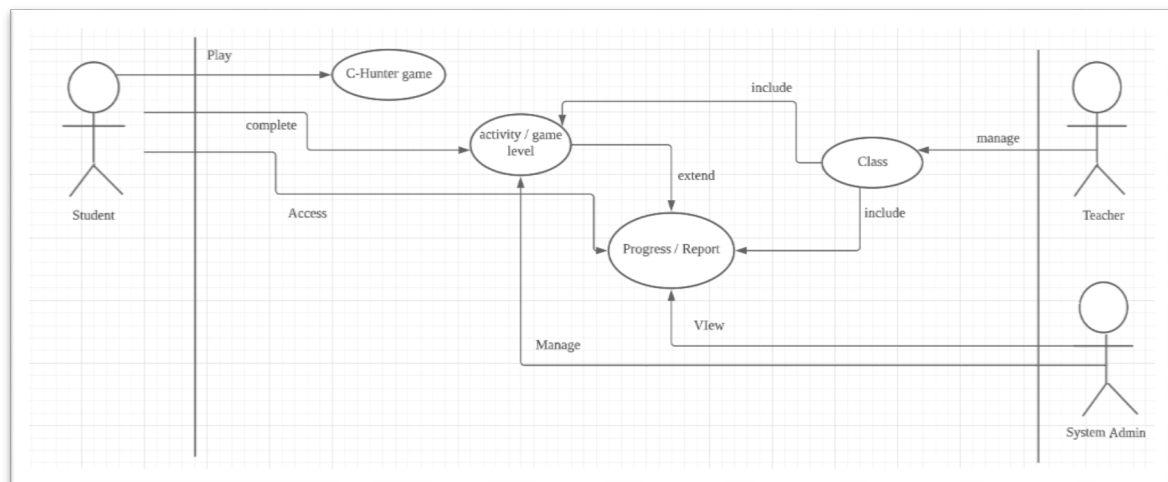 Play
C-Hunter game
include
complete
activity / game
level
manage
Class
extend
Student
Access
include
Teacher
Progress / Report
VIew
Manage
System Admin